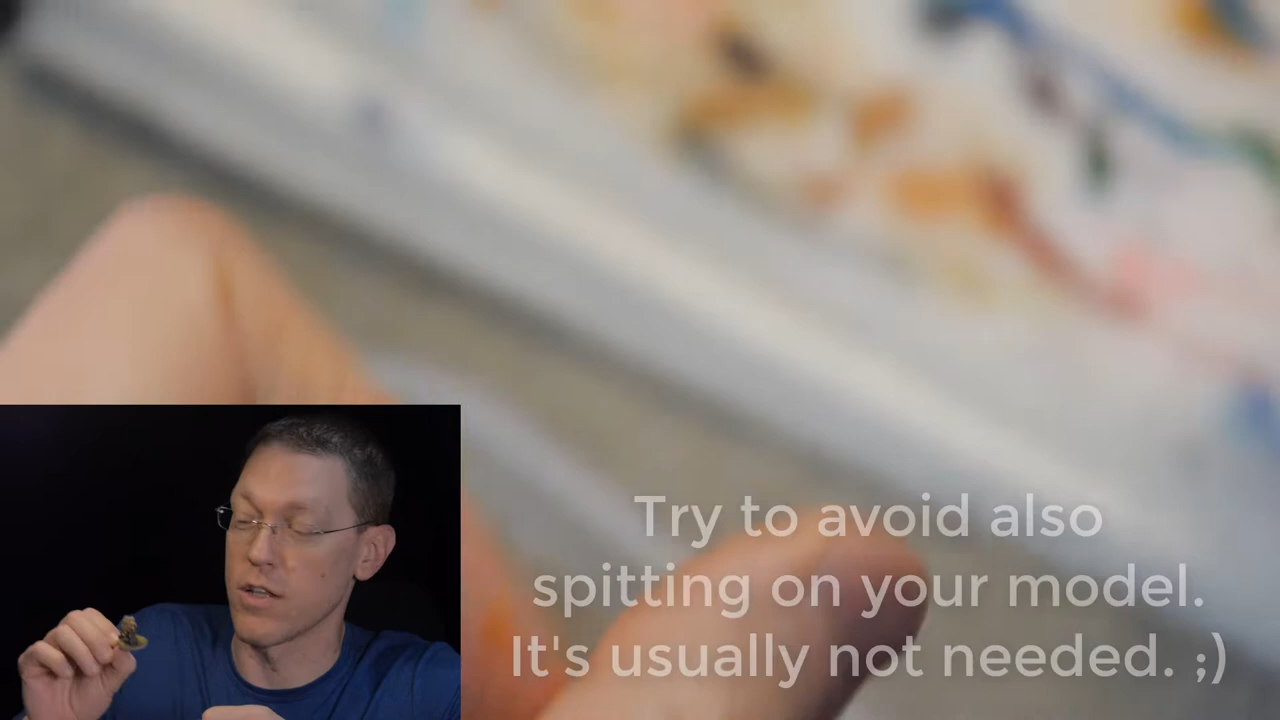 Try to avoid also
spitting on your model.
It's usually not needed. ;)